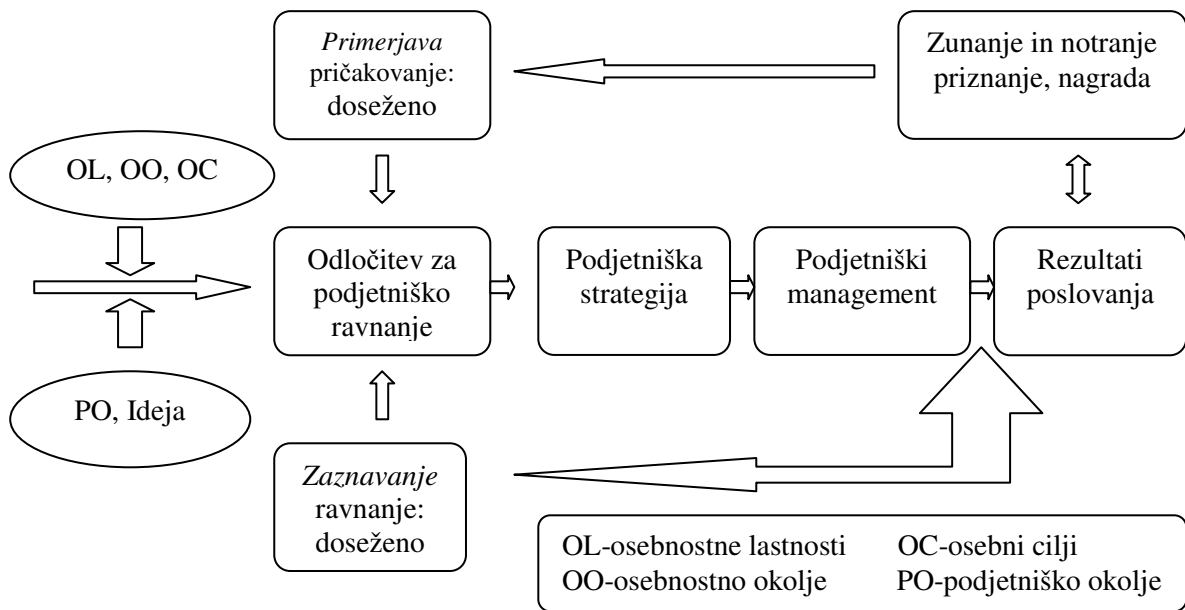 Primerjava
pričakovanje:
doseženo
Zunanje in notranje
priznanje, nagrada
OL, OO, OC
Odločitev za
podjetniško
ravnanje
Podjetniška
strategija
Podjetniški
management
Rezultati
poslovanja
PO, Ideja
Zaznavanje
ravnanje:
doseženo
OL-osebnostne lastnosti OC-osebni cilji
OO-osebnostno okolje PO-podjetniško okolje